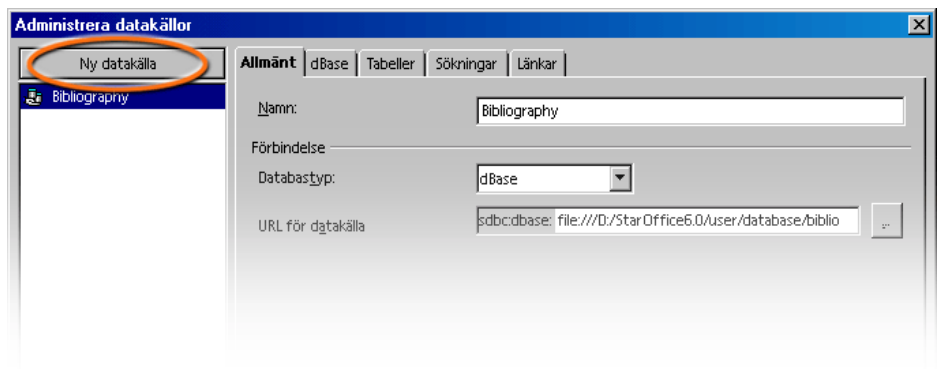 Administrera datakällor
Ny datakälla
Bibliography
Allmänt dBase Tabeller Sökningar Länkar
Namn: Bibliography
Förbindelse
Databastyp: dBase
URL för datakälla sdbc:dbase: file:///D:/StarOffice6.0/user/database/biblio ...